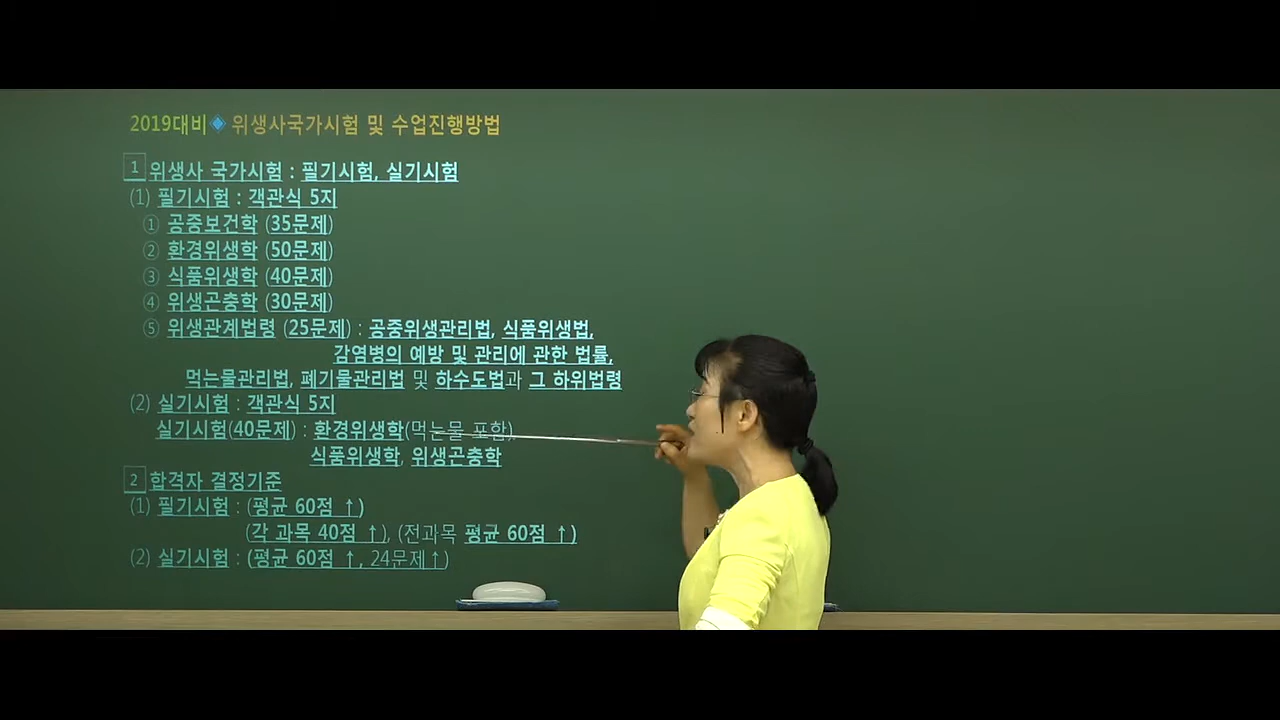 2019대비◆ 위생사국가시험 및 수업진행방법
1 위생사 국가시험 : 필기시험, 실기시험
(1) 필기시험 : 객관식 5지
① 공중보건학 (35문제)
② 환경위생학 (50문제)
③ 식품위생학 (40문제)
④ 위생곤충학 (30문제)
⑤ 위생관계법령 (25문제) : 공중위생관리법, 식품위생법,
감염병의 예방 및 관리에 관한 법률,
먹는물관리법, 폐기물관리법 및 하수도법과 그 하위법령
(2) 실기시험 : 객관식 5지
실기시험(40문제) : 환경위생학(먹는물 포함),
식품위생학, 위생곤충학
2 합격자 결정기준
(1) 필기시험 : (평균 60점 ↑)
(각 과목 40점 ↑), (전과목 평균 60점 ↑)
(2) 실기시험 : (평균 60점 ↑, 24문제↑)